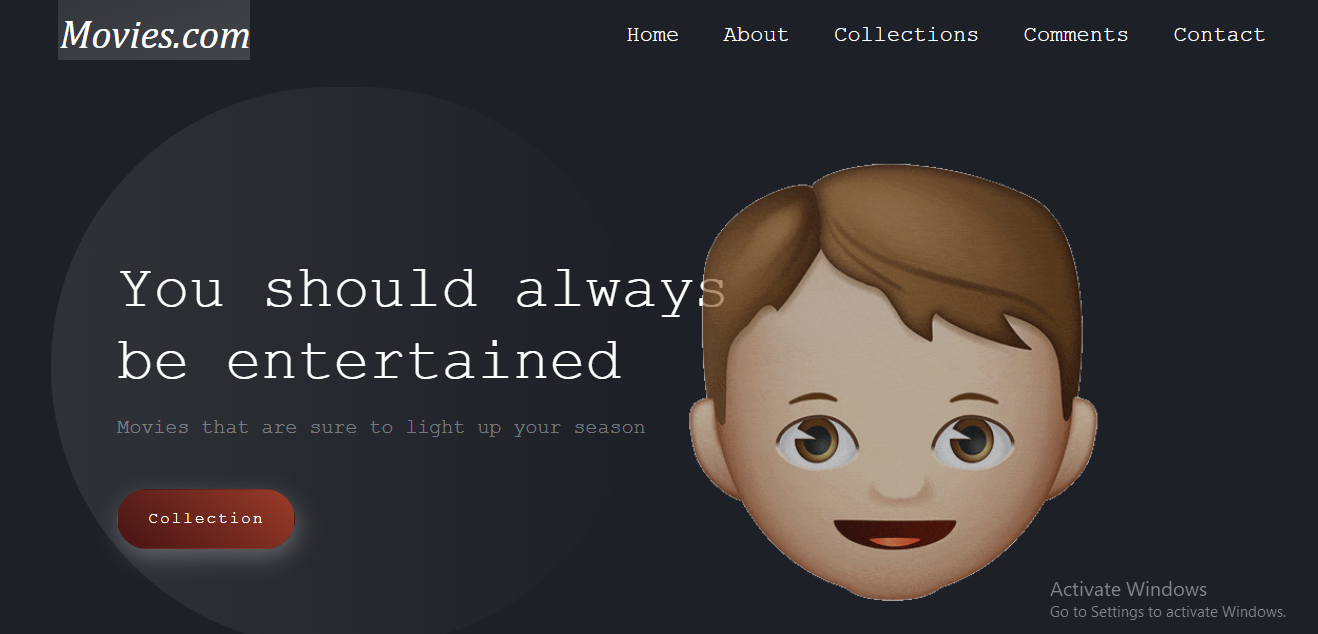 Movies.com
Home About Collections Comments Contact
You should always
be entertained
Movies that are sure to light up your season
Collection
Activate Windows
Go to Settings to activate Windows.